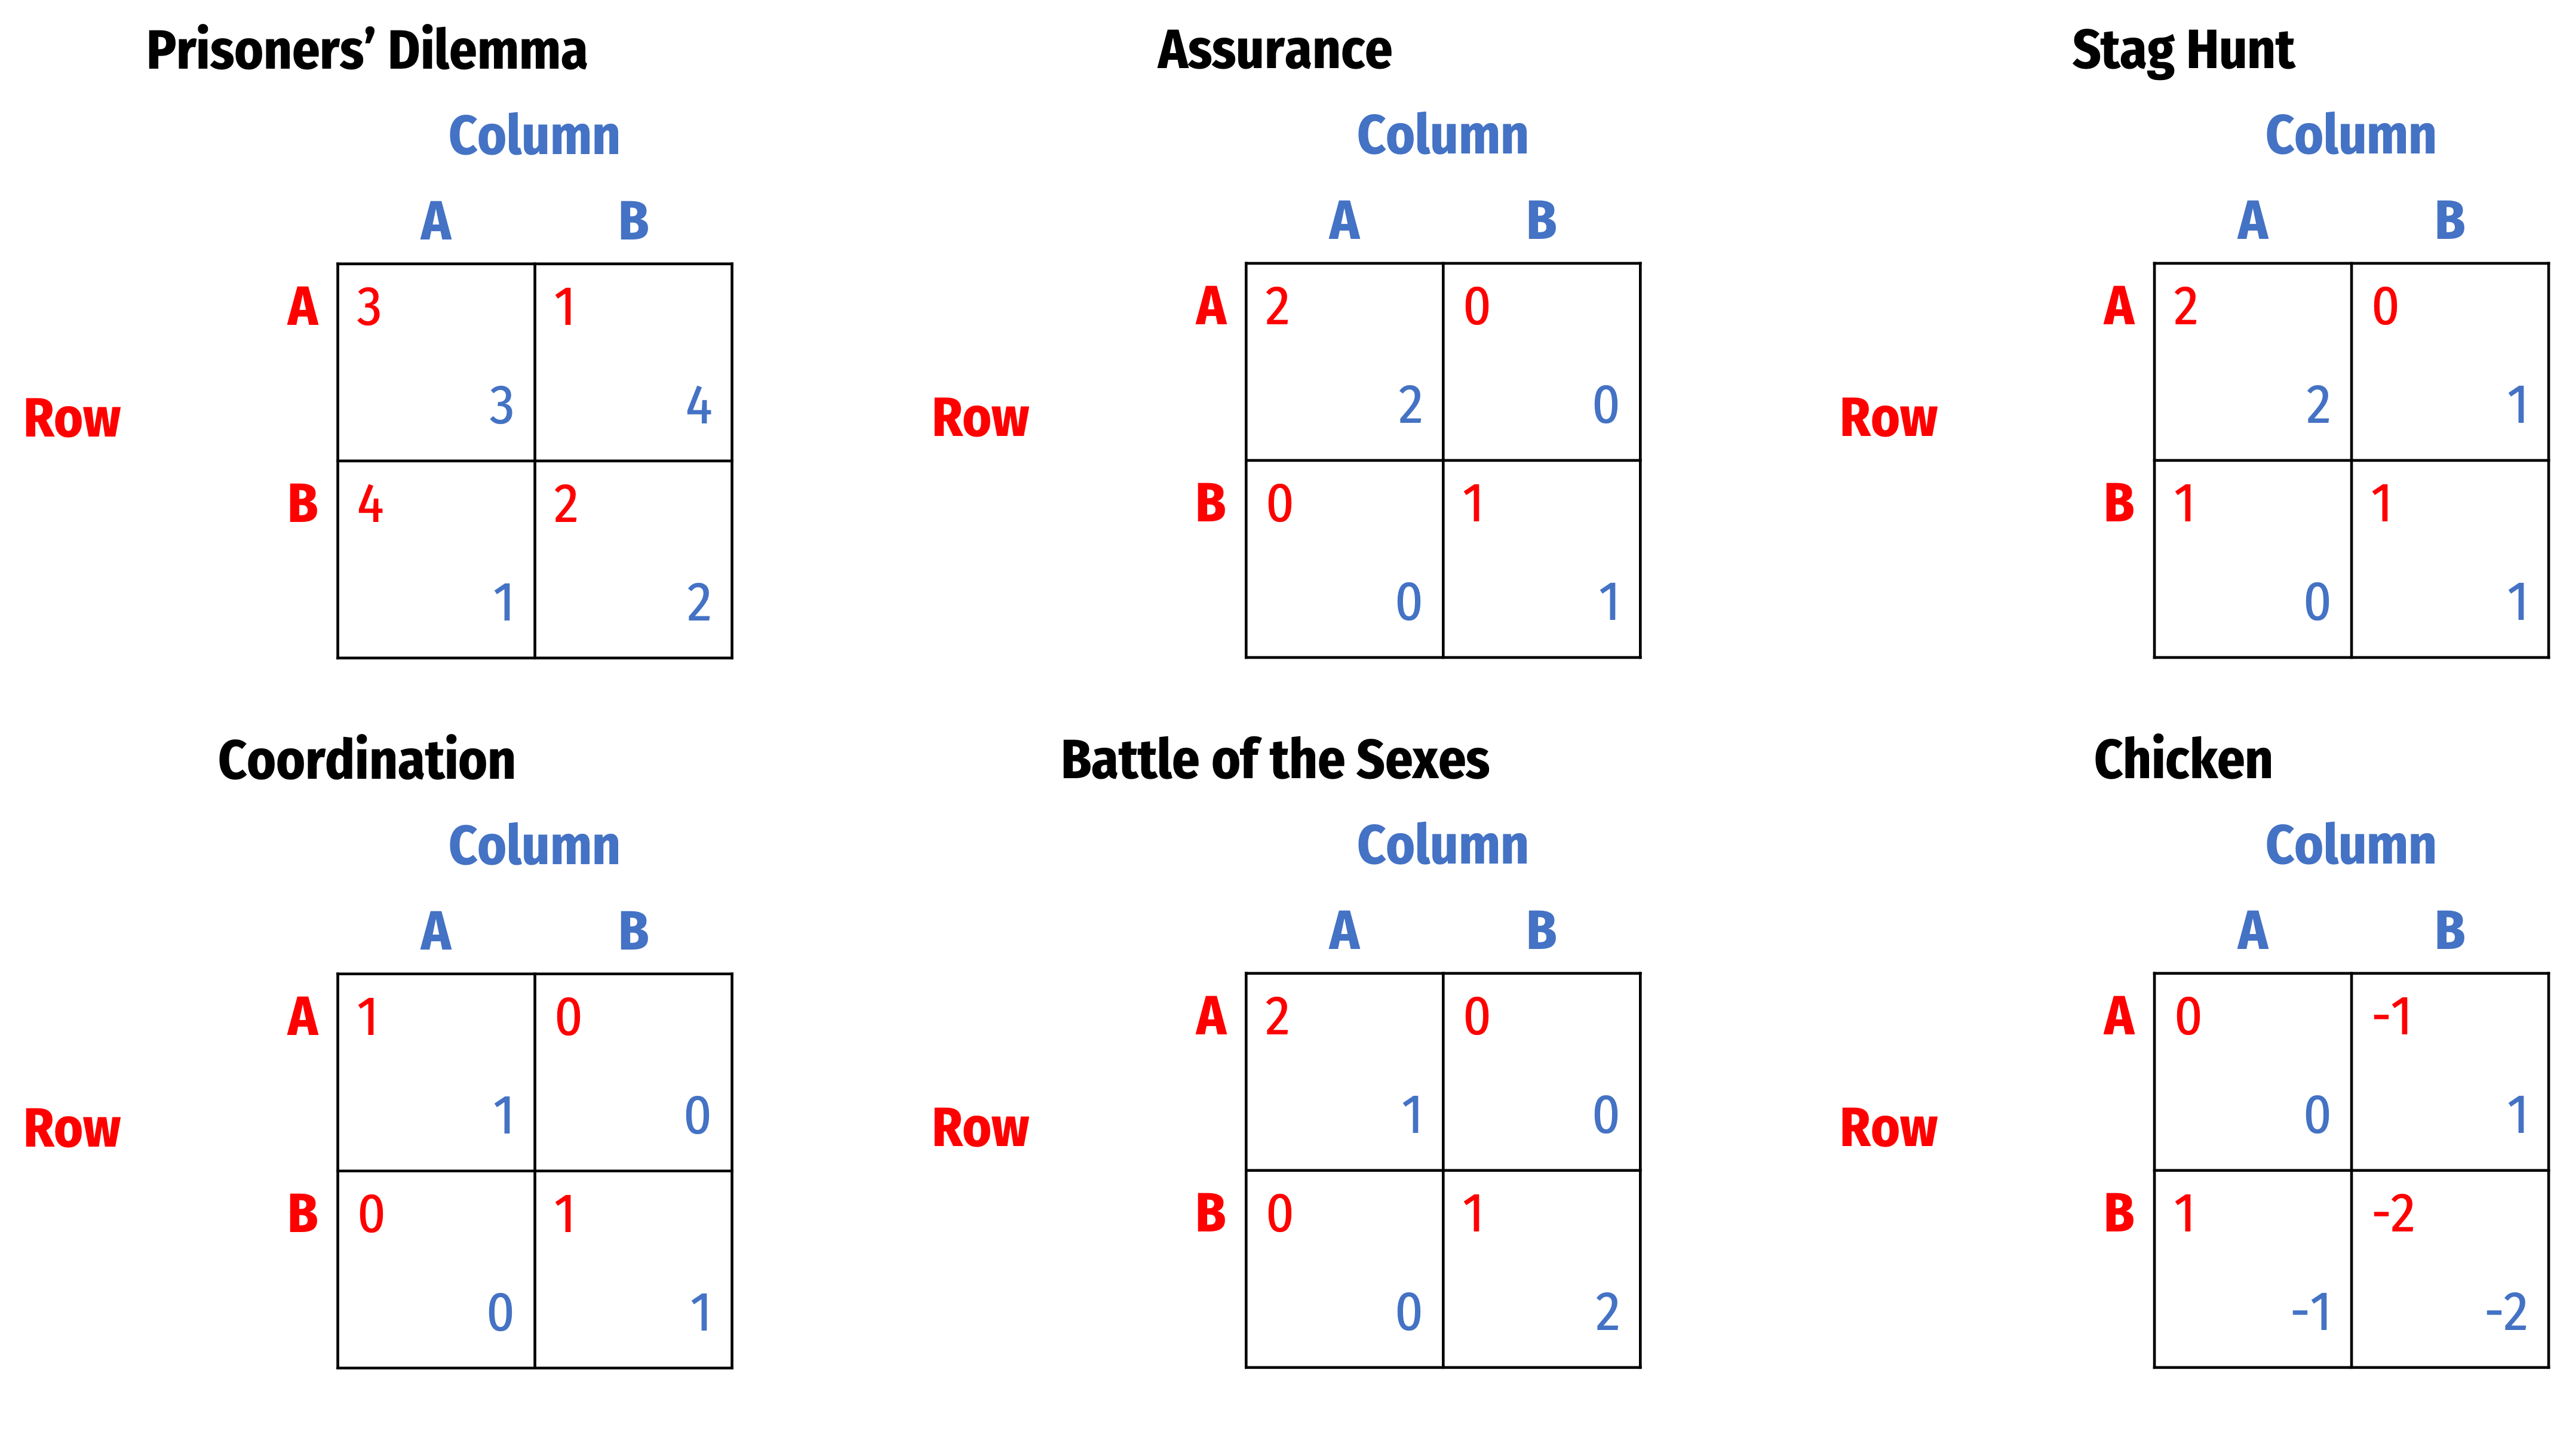 Prisoners’ Dilemma
Column
A B
A 3 1
3 4
Row
B 4 2
1 2
Assurance
Column
A B
A 2 0
2 0
Row
B 0 1
0 1
Stag Hunt
Column
A B
A 2 0
2 1
Row
B 1 1
0 1
Coordination
Column
A B
A 1 0
1 0
Row
B 0 1
0 1
Battle of the Sexes
Column
A B
A 2 0
1 0
Row
B 0 1
0 2
Chicken
Column
A B
A 0 -1
0 1
Row
B 1 -2
-1 -2